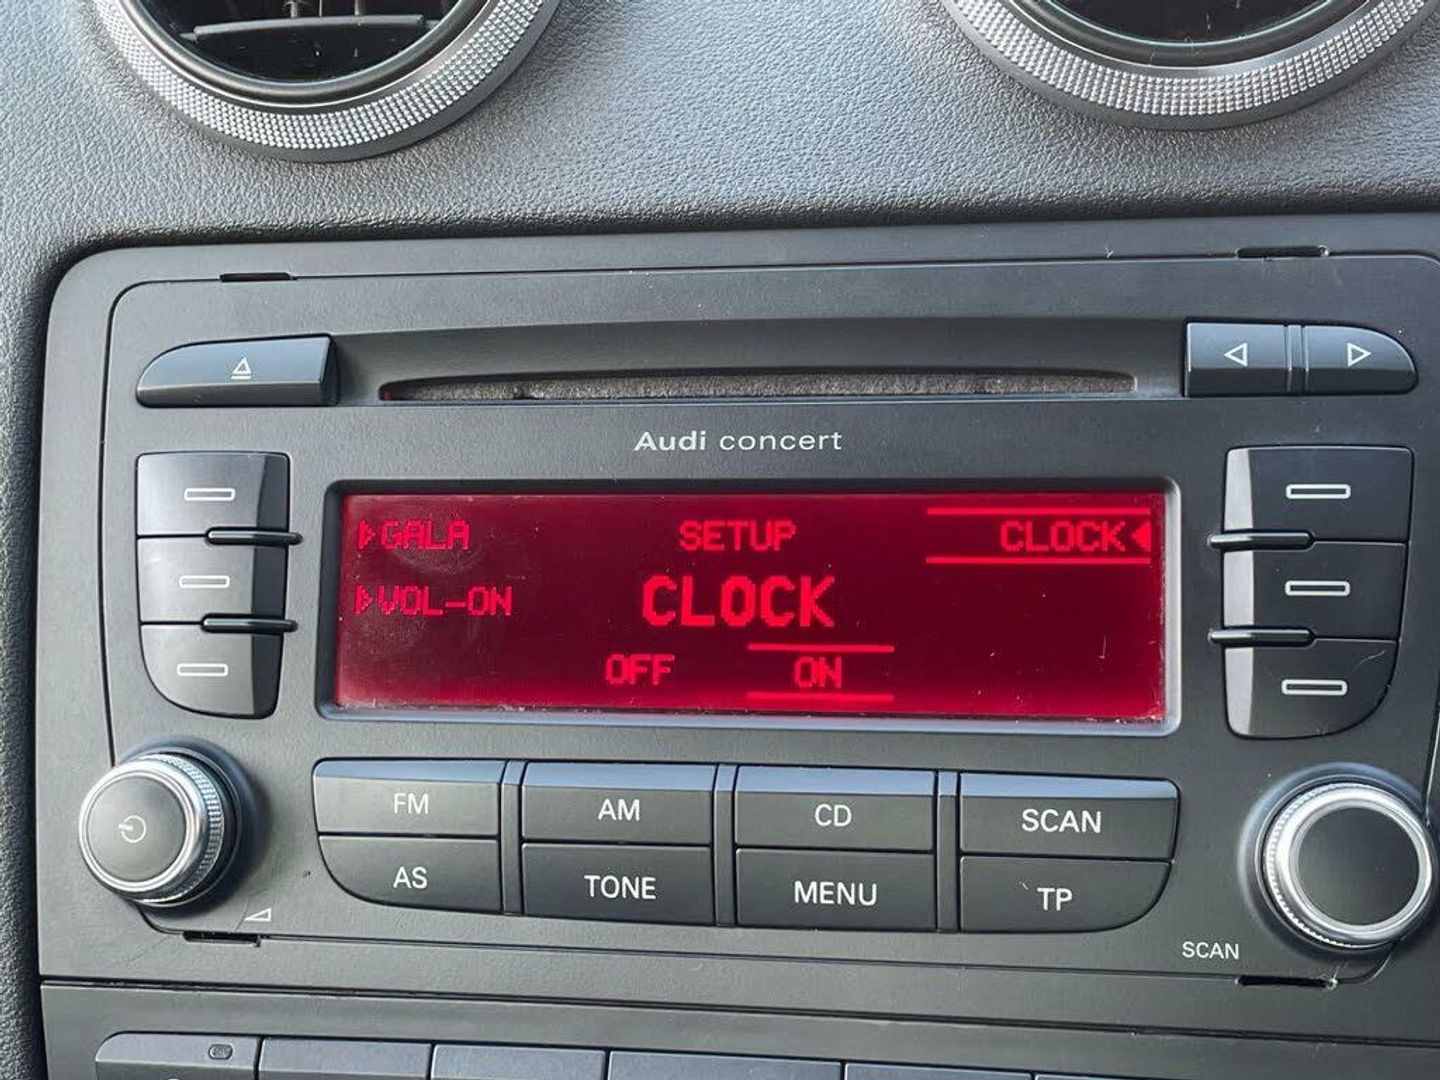 Audi concert
GALA SETUP CLOCK
VOL-ON CLOCK
OFF ON
FM AM CD SCAN
AS TONE MENU TP
SCAN